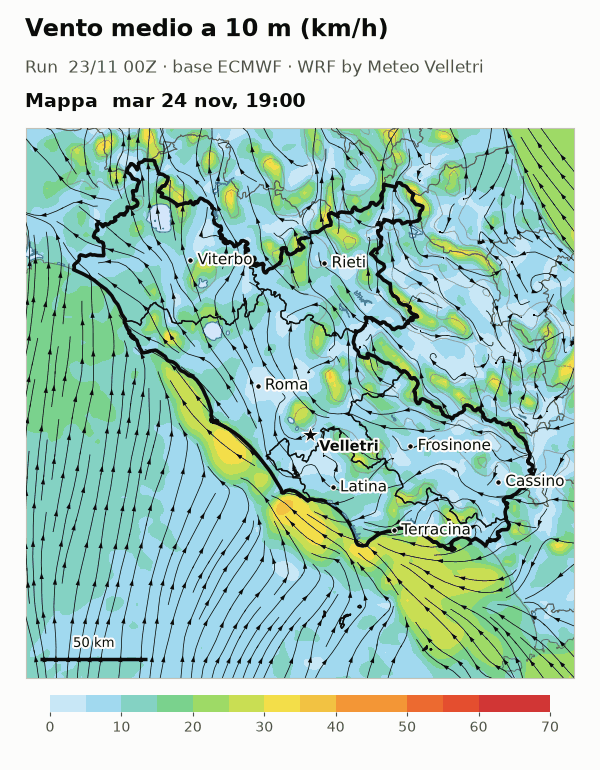 Vento medio a 10 m (km/h)
Run  23/11 00Z · base ECMWF · WRF by Meteo Velletri
Mappa  mar 24 nov, 19:00
Viterbo
Rieti
Roma
Velletri
Frosinone
Cassino
Latina
Terracina
50 km
0 10 20 30 40 50 60 70